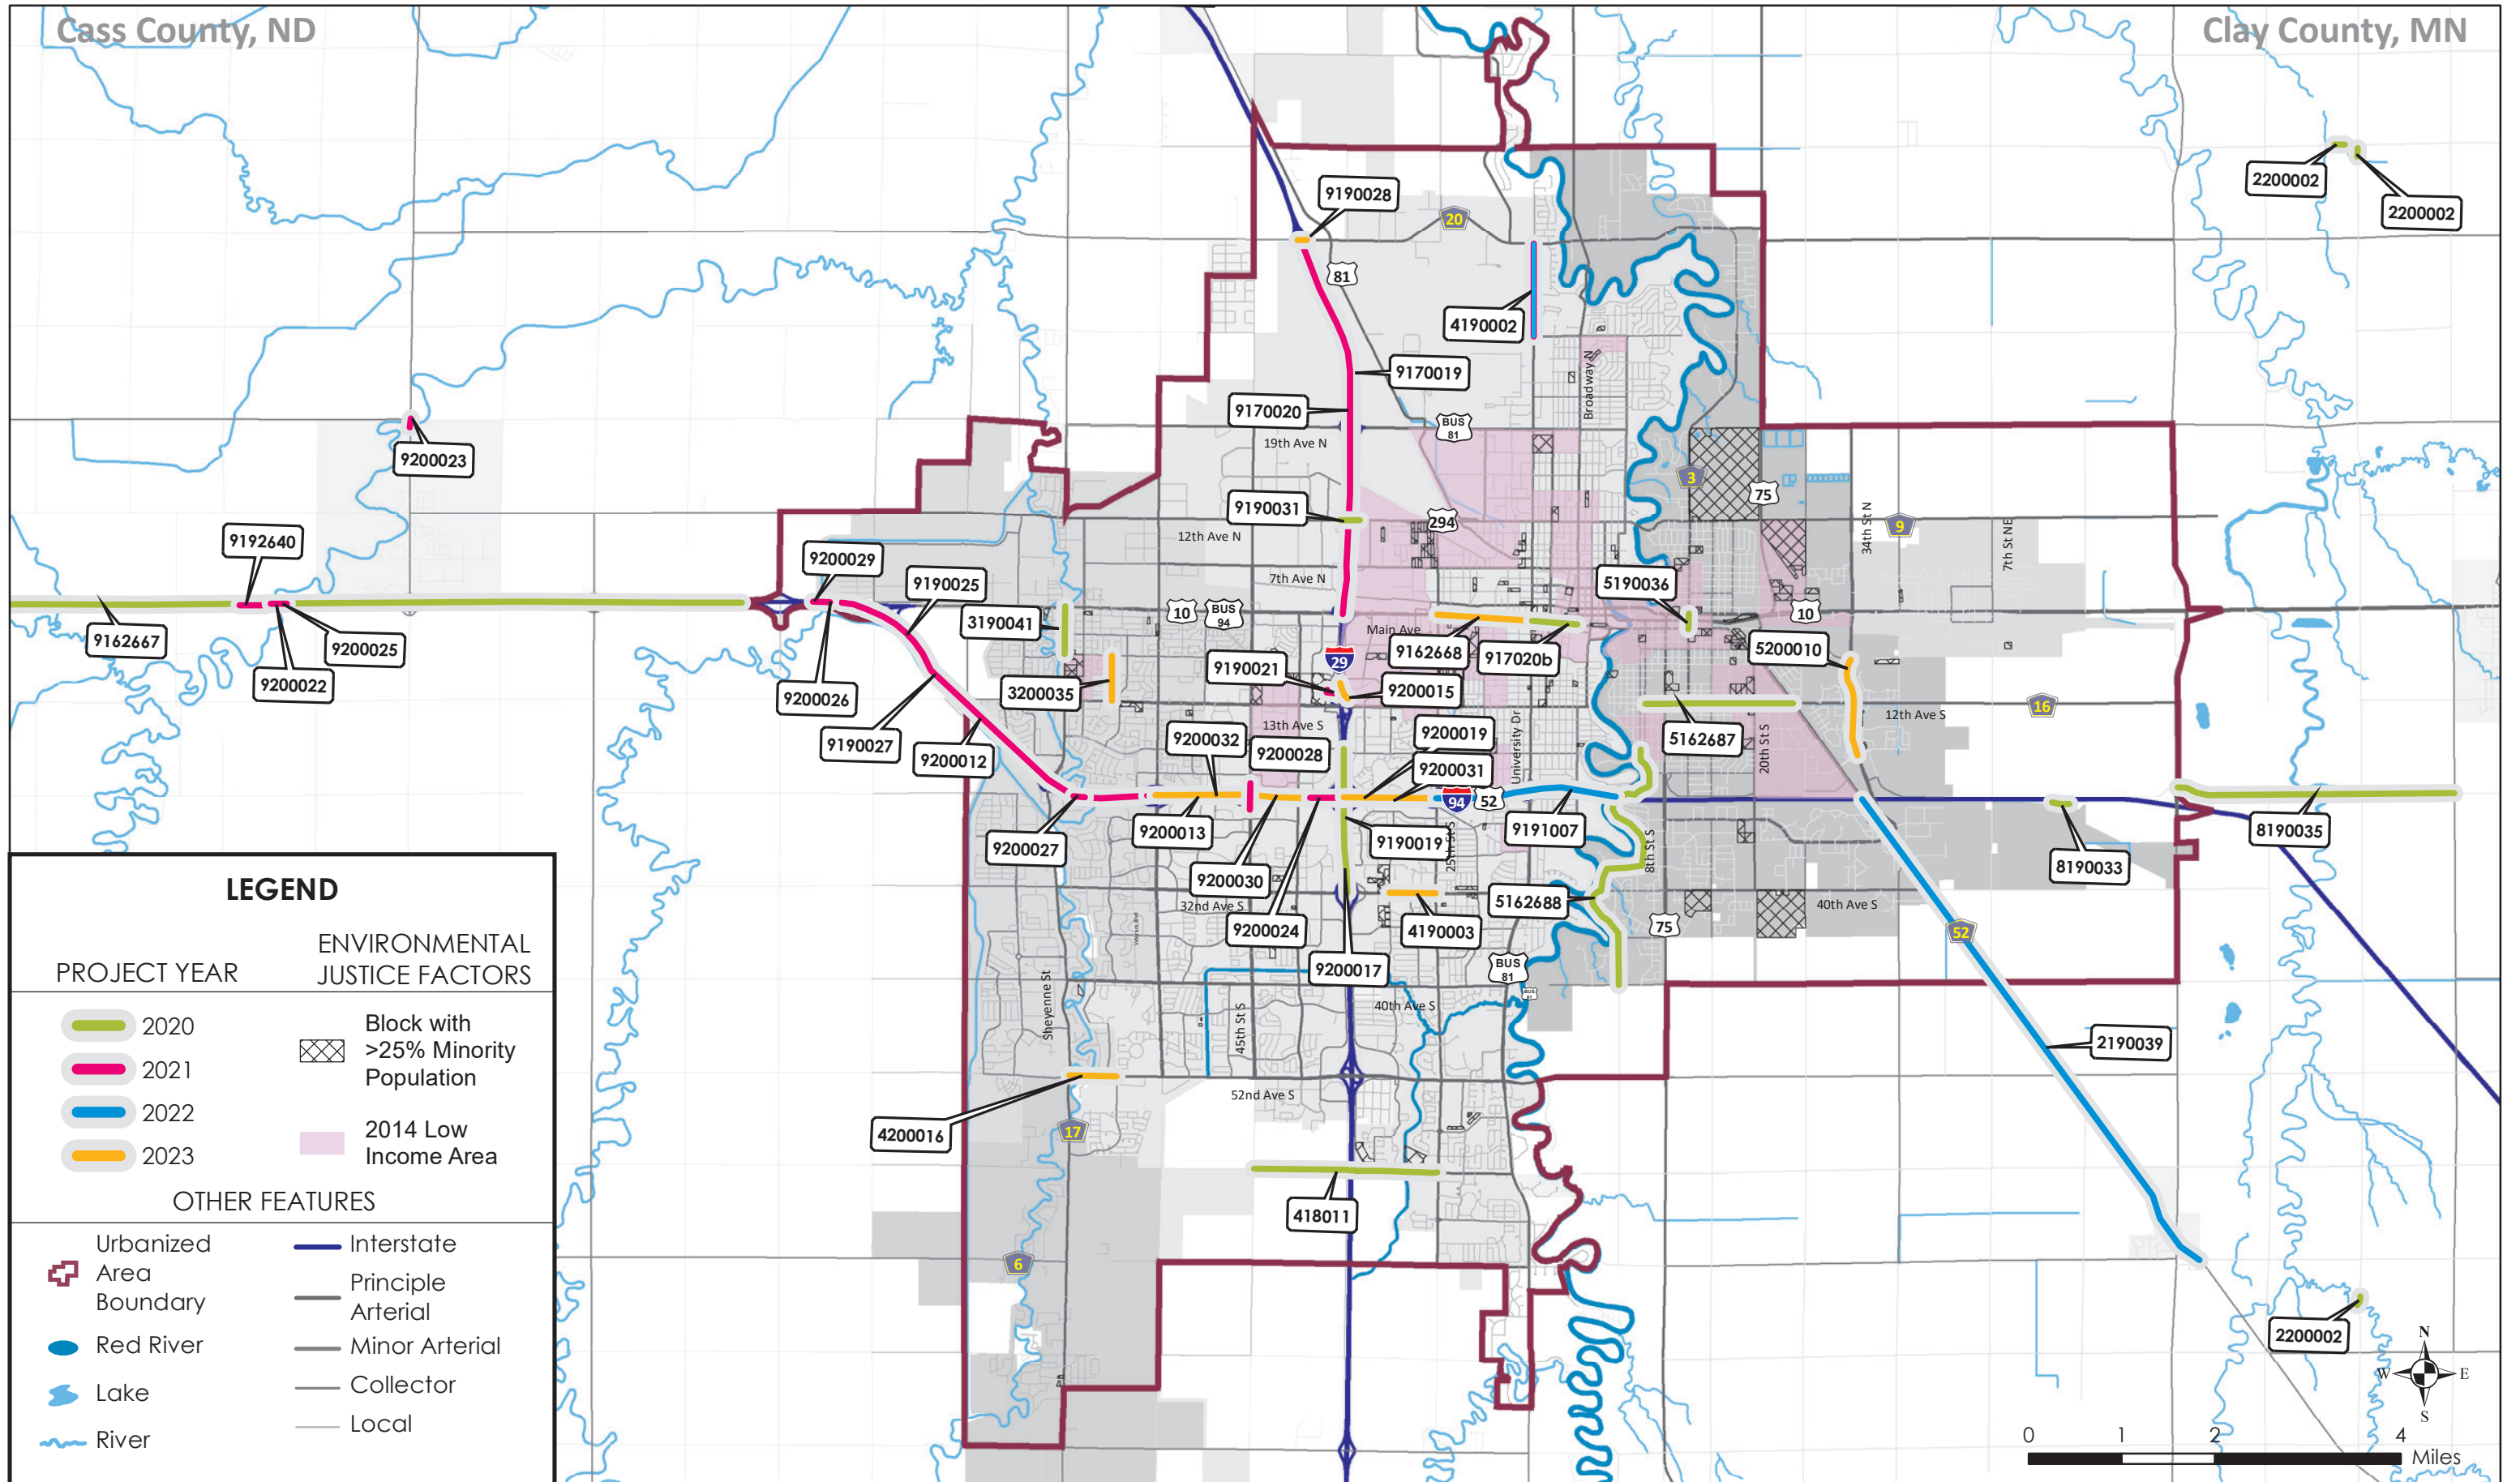 Cass County, ND
Clay County, MN
2200002
2200002
9190028
20
81
4190002
9170019
9170020
BUS
81
19th Ave N
Broadway N
9200023
3
75
9190031
294
12th Ave N
34th St N
9
7th St NE
9192640
9200029
9190025
7th Ave N
5190036
3190041
10
BUS
94
10
9162667
9200025
9200022
Main Ave
9162668
917020b
5200010
29
9190021
9200015
9200026
3200035
13th Ave S
University Dr
12th Ave S
16
9190027
9200012
9200032
9200028
9200019
9200031
5162687
20th St S
94
52
9200027
9200013
9190019
25th St S
9191007
8th St S
8190035
8190033
9200030
32nd Ave S
9200024
4190003
5162688
75
40th Ave S
52
9200017
BUS
81
BUS
81
Sheyenne St
45th St S
40th Ave S
2190039
52nd Ave S
4200016
17
418011
6
2200002
LEGEND
PROJECT YEAR
2020
2021
2022
2023
ENVIRONMENTAL
JUSTICE FACTORS
Block with
>25% Minority
Population
2014 Low
Income Area
OTHER FEATURES
Urbanized
Area
Boundary
Red River
Lake
River
Interstate
Principle
Arterial
Minor Arterial
Collector
Local
N
W
E
S
0 1 2 4
Miles